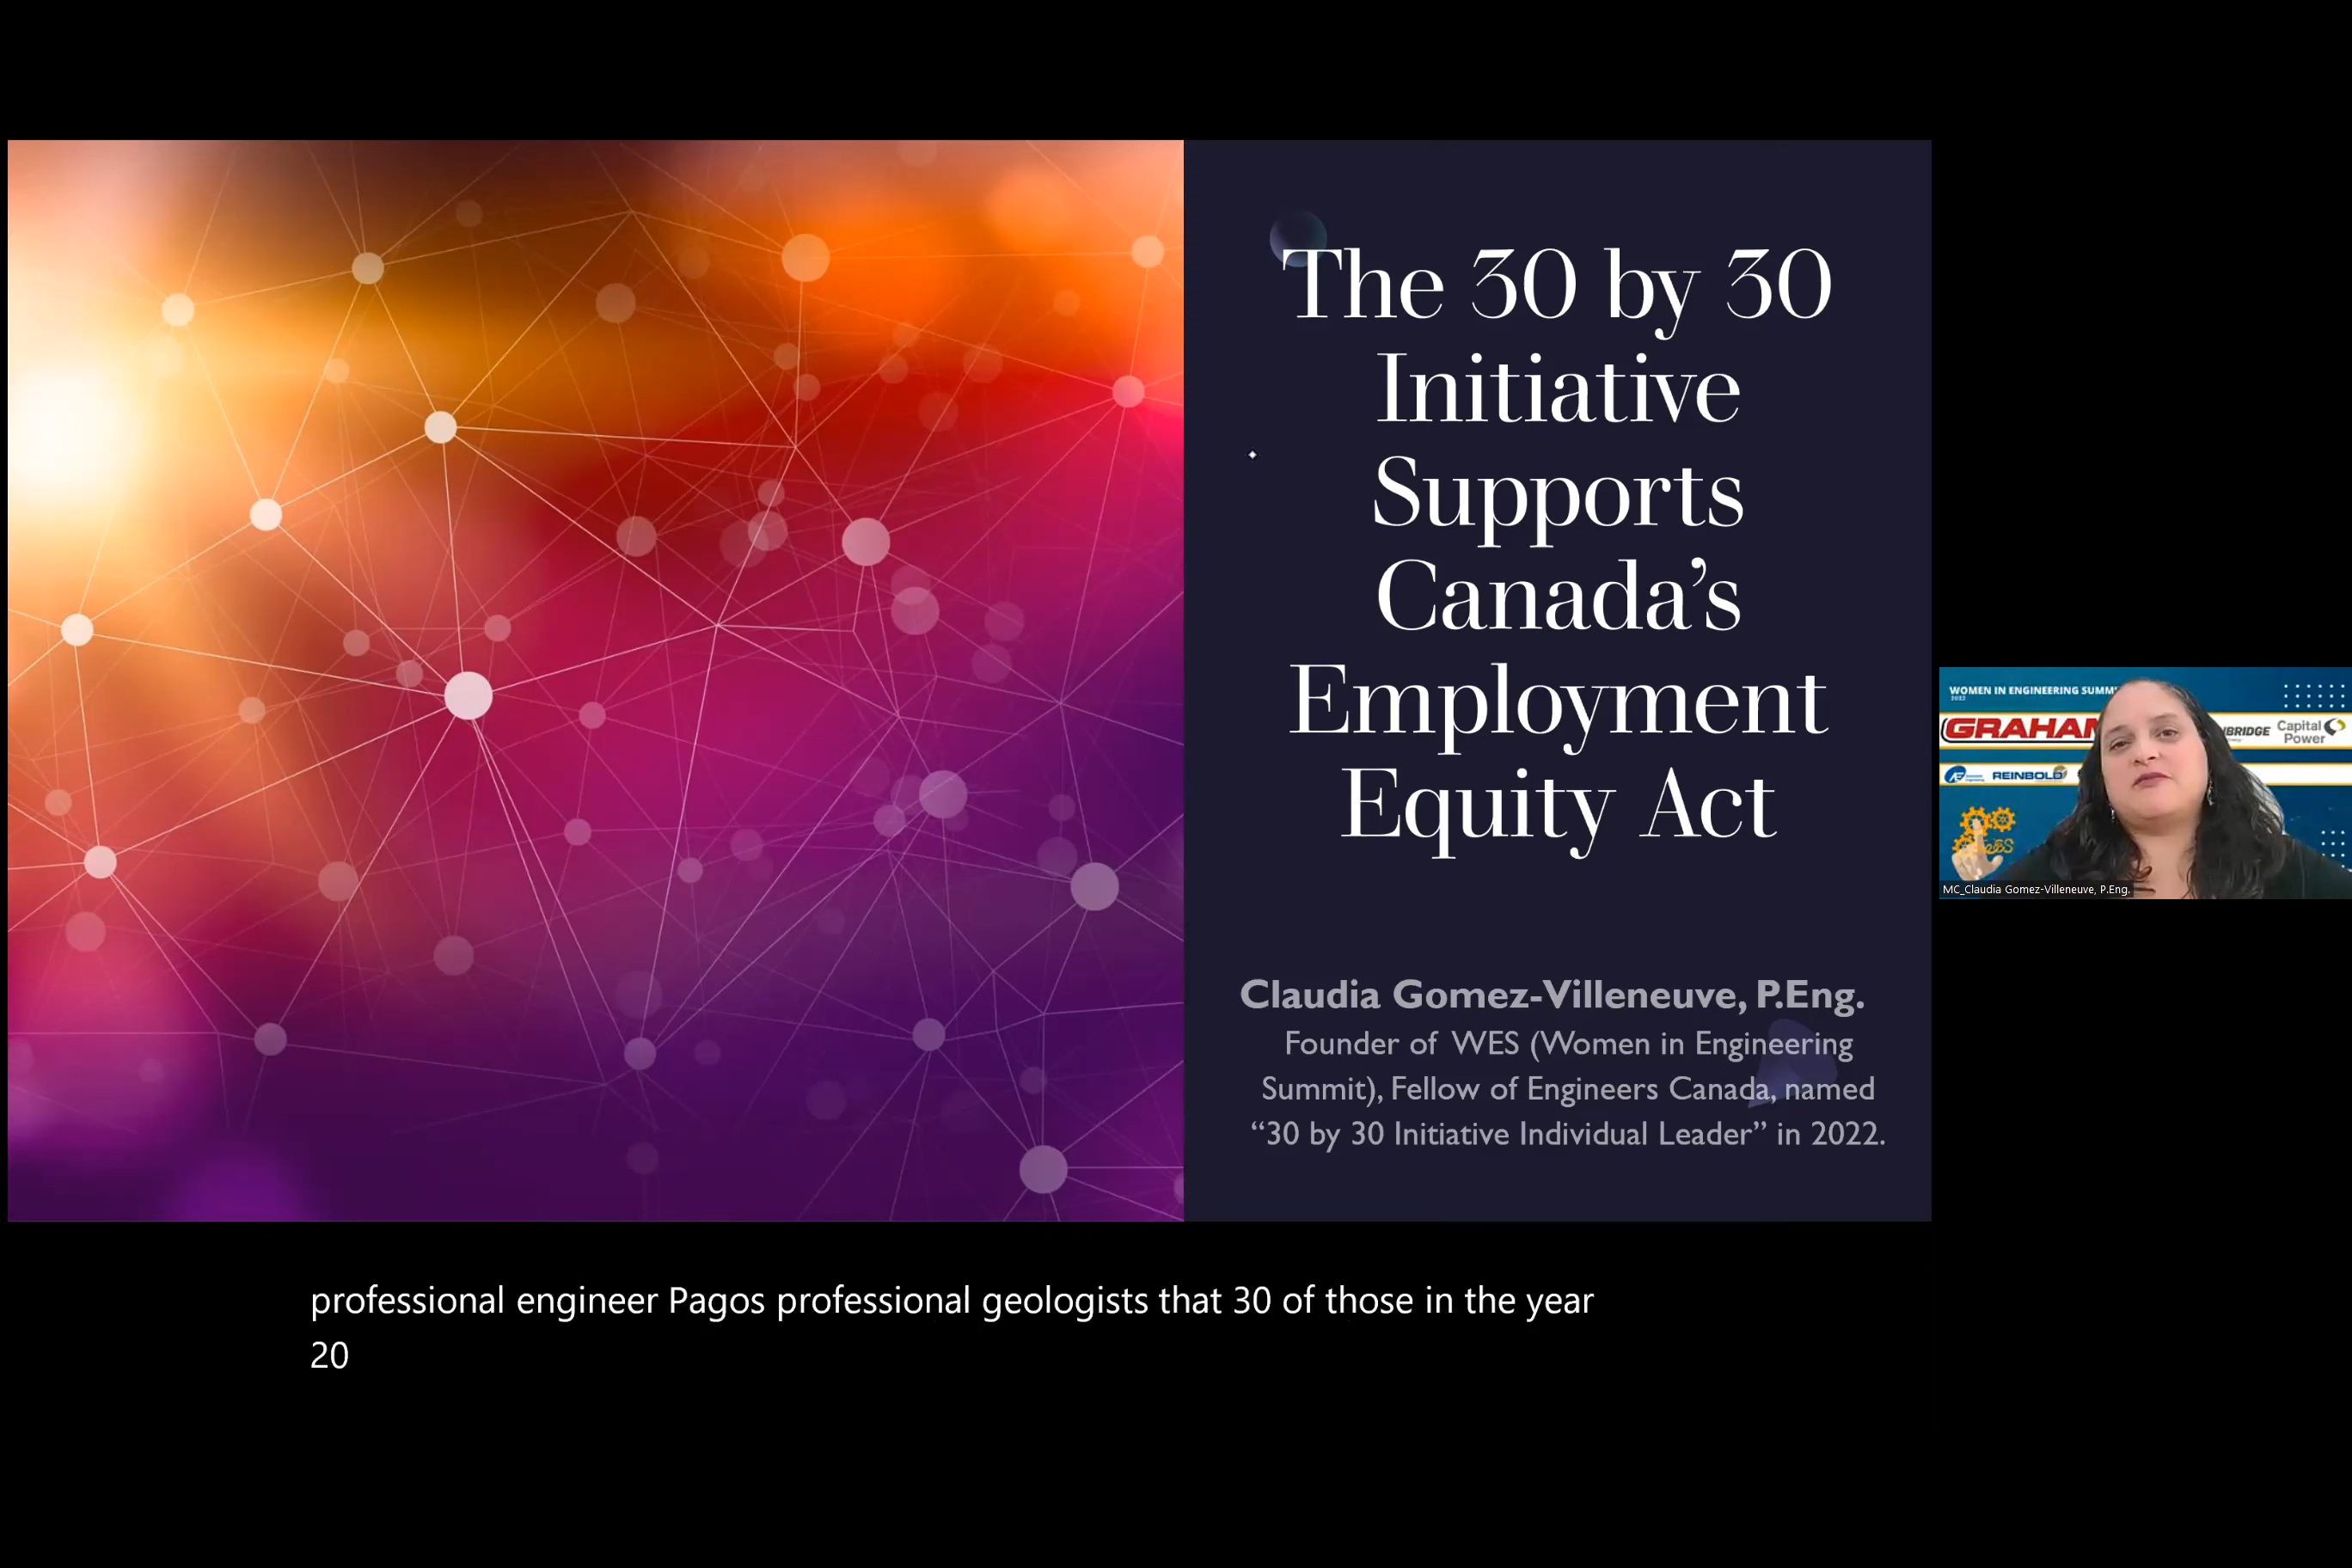 The 30 by 30
Initiative
Supports
Canada’s
Employment
Equity Act
Claudia Gomez-Villeneuve, P.Eng.
Founder of WES (Women in Engineering
Summit), Fellow of Engineers Canada, named
“30 by 30 Initiative Individual Leader” in 2022.
WOMEN IN ENGINEERING SUMM
2022
GRAHAM
BRIDGE
Capital
Power
REINBOLD
MC_Claudia Gomez-Villeneuve, P.Eng.
professional engineer Pagos professional geologists that 30 of those in the year
20